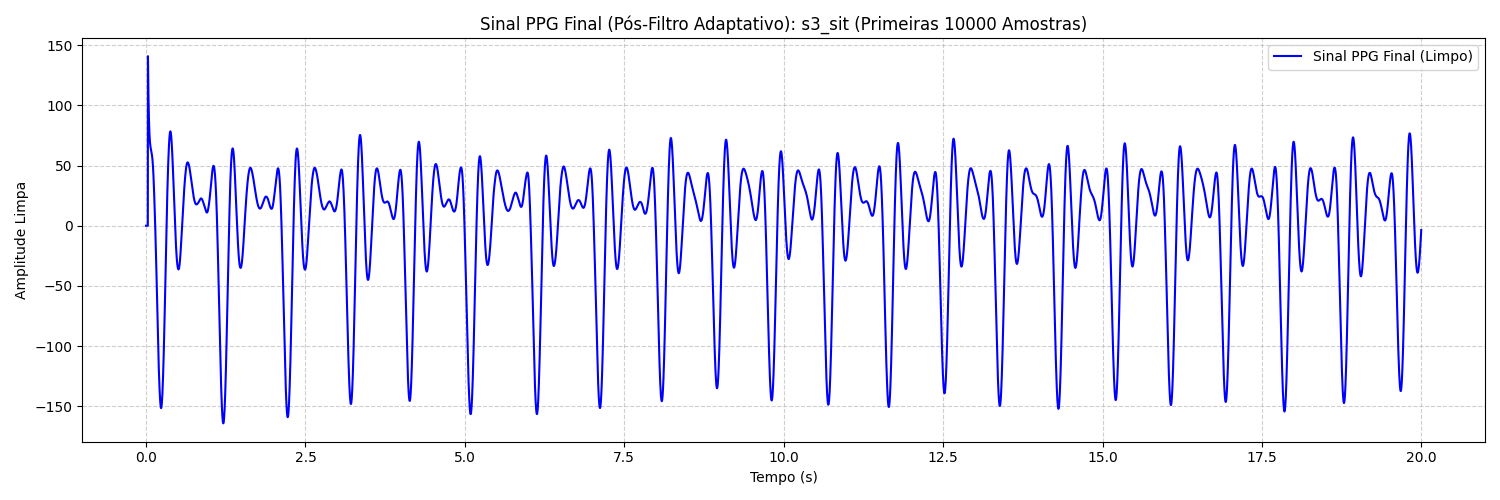 Sinal PPG Final (Pós-Filtro Adaptativo): s3_sit (Primeiras 10000 Amostras)
Sinal PPG Final (Limpo)
Amplitude Limpa
150
100
50
0
−50
−100
−150
0.0 2.5 5.0 7.5 10.0 12.5 15.0 17.5 20.0
Tempo (s)